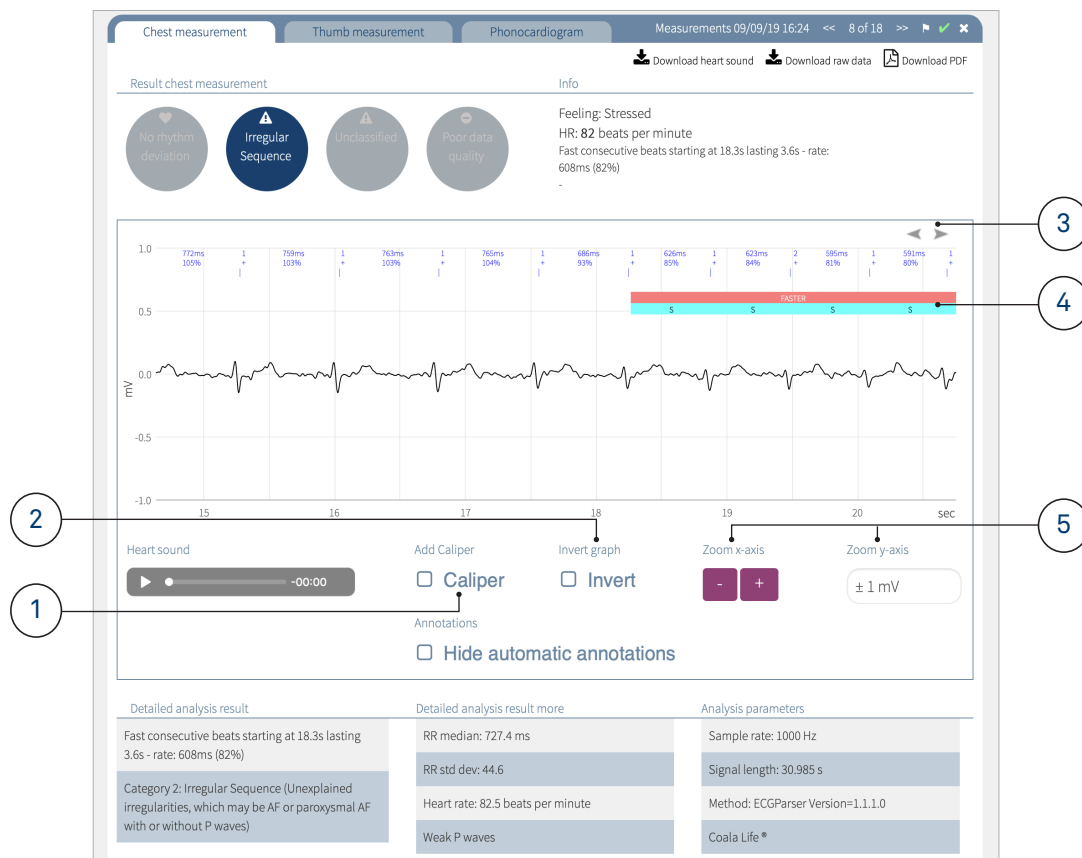 Chest measurement
Thumb measurement
Phonocardiogram
Measurements 09/09/19 16:24 << 8 of 18 >>
Download heart sound
Download raw data
Download PDF
Result chest measurement
Info
No rhythm
deviation
Irregular
Sequence
Unclassified
Poor data
quality
Feeling: Stressed
HR: 82 beats per minute
Fast consecutive beats starting at 18.3s lasting 3.6s - rate:
608ms (82%)
-
3
1.0
772ms 1 759ms 1 763ms 1 765ms 1 686ms 1 626ms 1 623ms 2 595ms 1 591ms 1
105% + 103% + 103% + 104% + 93% + 85% + 84% + 81% + 80% +
FASTER
4
0.5
S S S S
0.0
mV
-0.5
-1.0
15 16 17 18 19 20 sec
2
5
Heart sound
Add Caliper
Invert graph
Zoom x-axis
Zoom y-axis
-00:00
Caliper
Invert
- +
± 1 mV
1
Annotations
Hide automatic annotations
Detailed analysis result
Fast consecutive beats starting at 18.3s lasting
3.6s - rate: 608ms (82%)
Category 2: Irregular Sequence (Unexplained
irregularities, which may be AF or paroxysmal AF
with or without P waves)
Detailed analysis result more
RR median: 727.4 ms
RR std dev: 44.6
Heart rate: 82.5 beats per minute
Weak P waves
Analysis parameters
Sample rate: 1000 Hz
Signal length: 30.985 s
Method: ECGParser Version=1.1.1.0
Coala Life ®